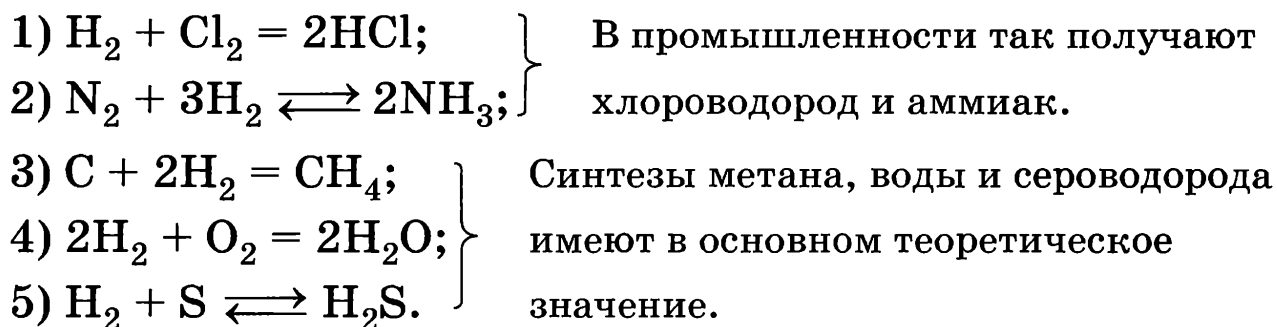 1) H₂ + Cl₂ = 2HCl;
2) N₂ + 3H₂ ⇄ 2NH₃;
В промышленности так получают
хлороводород и аммиак.
3) C + 2H₂ = CH₄;
4) 2H₂ + O₂ = 2H₂O;
5) H₂ + S ⇄ H₂S.
Синтезы метана, воды и сероводорода
имеют в основном теоретическое
значение.